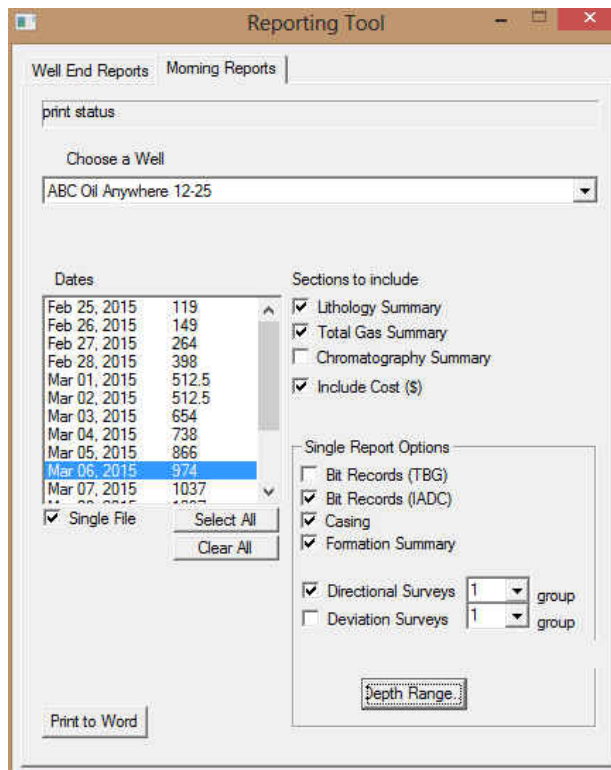 Reporting Tool
Well End Reports
Morning Reports
print status
Choose a Well
ABC Oil Anywhere 12-25
Dates
Feb 25, 2015 119
Feb 26, 2015 149
Feb 27, 2015 264
Feb 28, 2015 398
Mar 01, 2015 512.5
Mar 02, 2015 512.5
Mar 03, 2015 654
Mar 04, 2015 738
Mar 05, 2015 866
Mar 06, 2015 974
Mar 07, 2015 1037
Single File
Select All
Clear All
Sections to include
Lithology Summary
Total Gas Summary
Chromatography Summary
Include Cost ($)
Single Report Options
Bit Records (TBG)
Bit Records (IADC)
Casing
Formation Summary
Directional Surveys 1 group
Deviation Surveys 1 group
Depth Range..
Print to Word